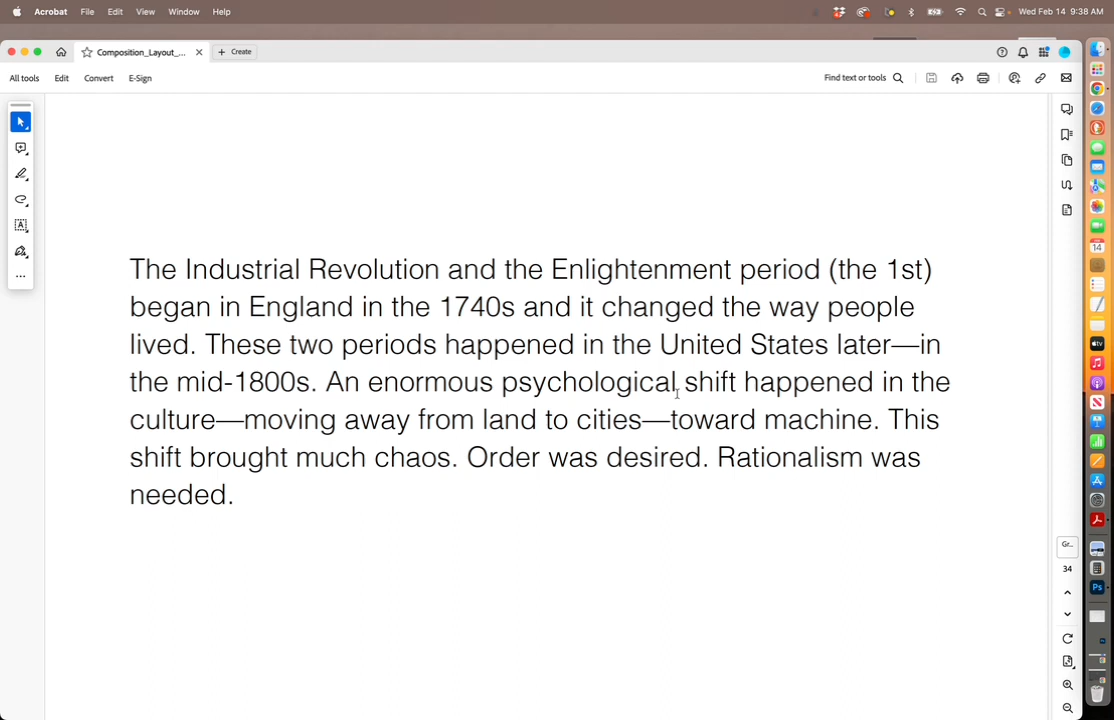 Acrobat File Edit View Window Help Wed Feb 14 9:38 AM
Composition_Layout_... + Create
All tools Edit Convert E-Sign Find text or tools
The Industrial Revolution and the Enlightenment period (the 1st)
began in England in the 1740s and it changed the way people
lived. These two periods happened in the United States later—in
the mid-1800s. An enormous psychological shift happened in the
culture—moving away from land to cities—toward machine. This
shift brought much chaos. Order was desired. Rationalism was
needed.
Gr...
34